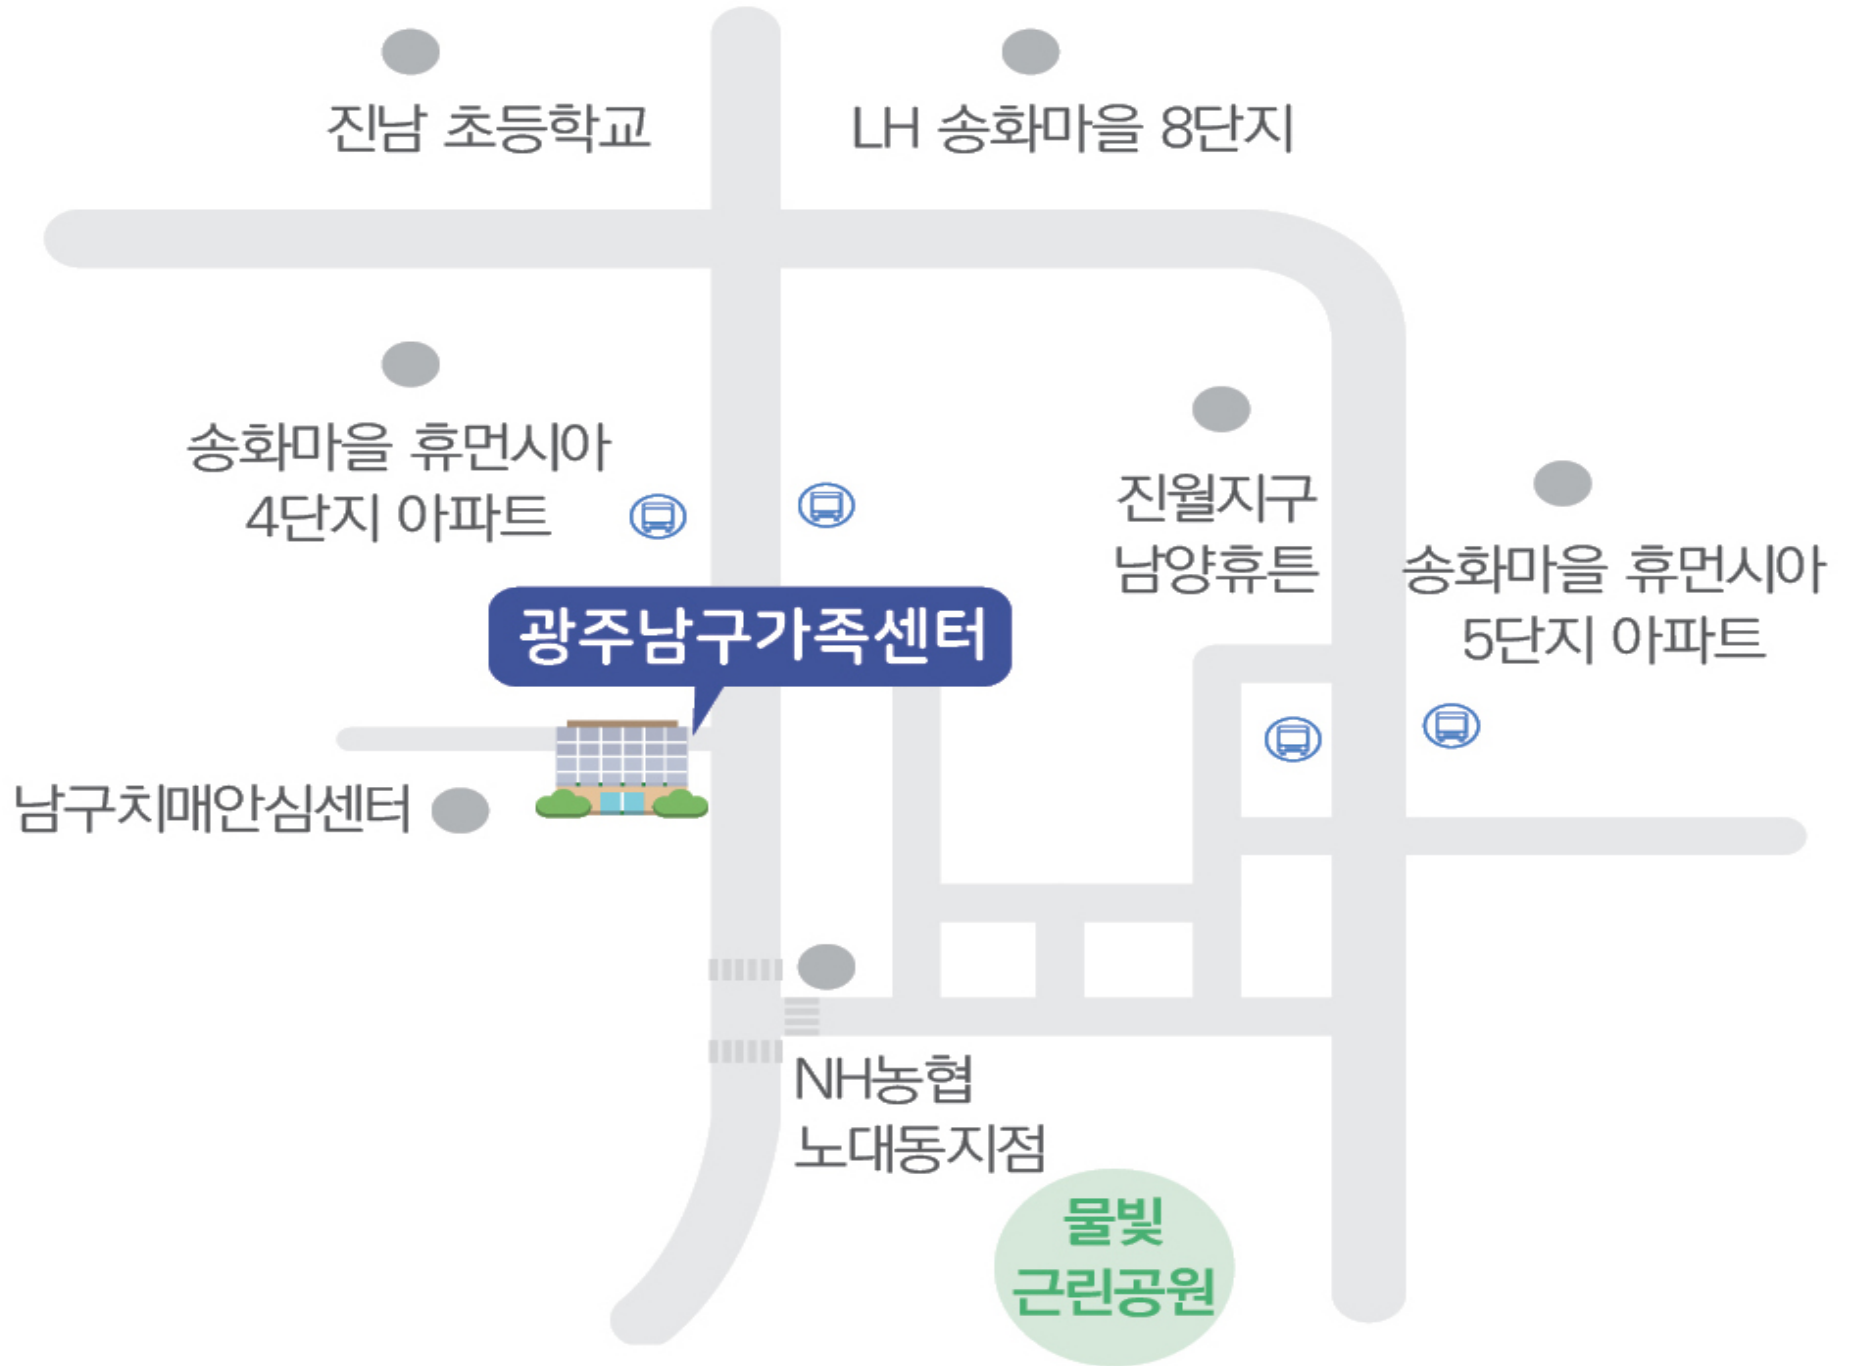 진남 초등학교
LH 송화마을 8단지
송화마을 휴먼시아
4단지 아파트
진월지구
남양휴튼
송화마을 휴먼시아
5단지 아파트
광주남구가족센터
남구치매안심센터
NH농협
노대동지점
물빛
근린공원